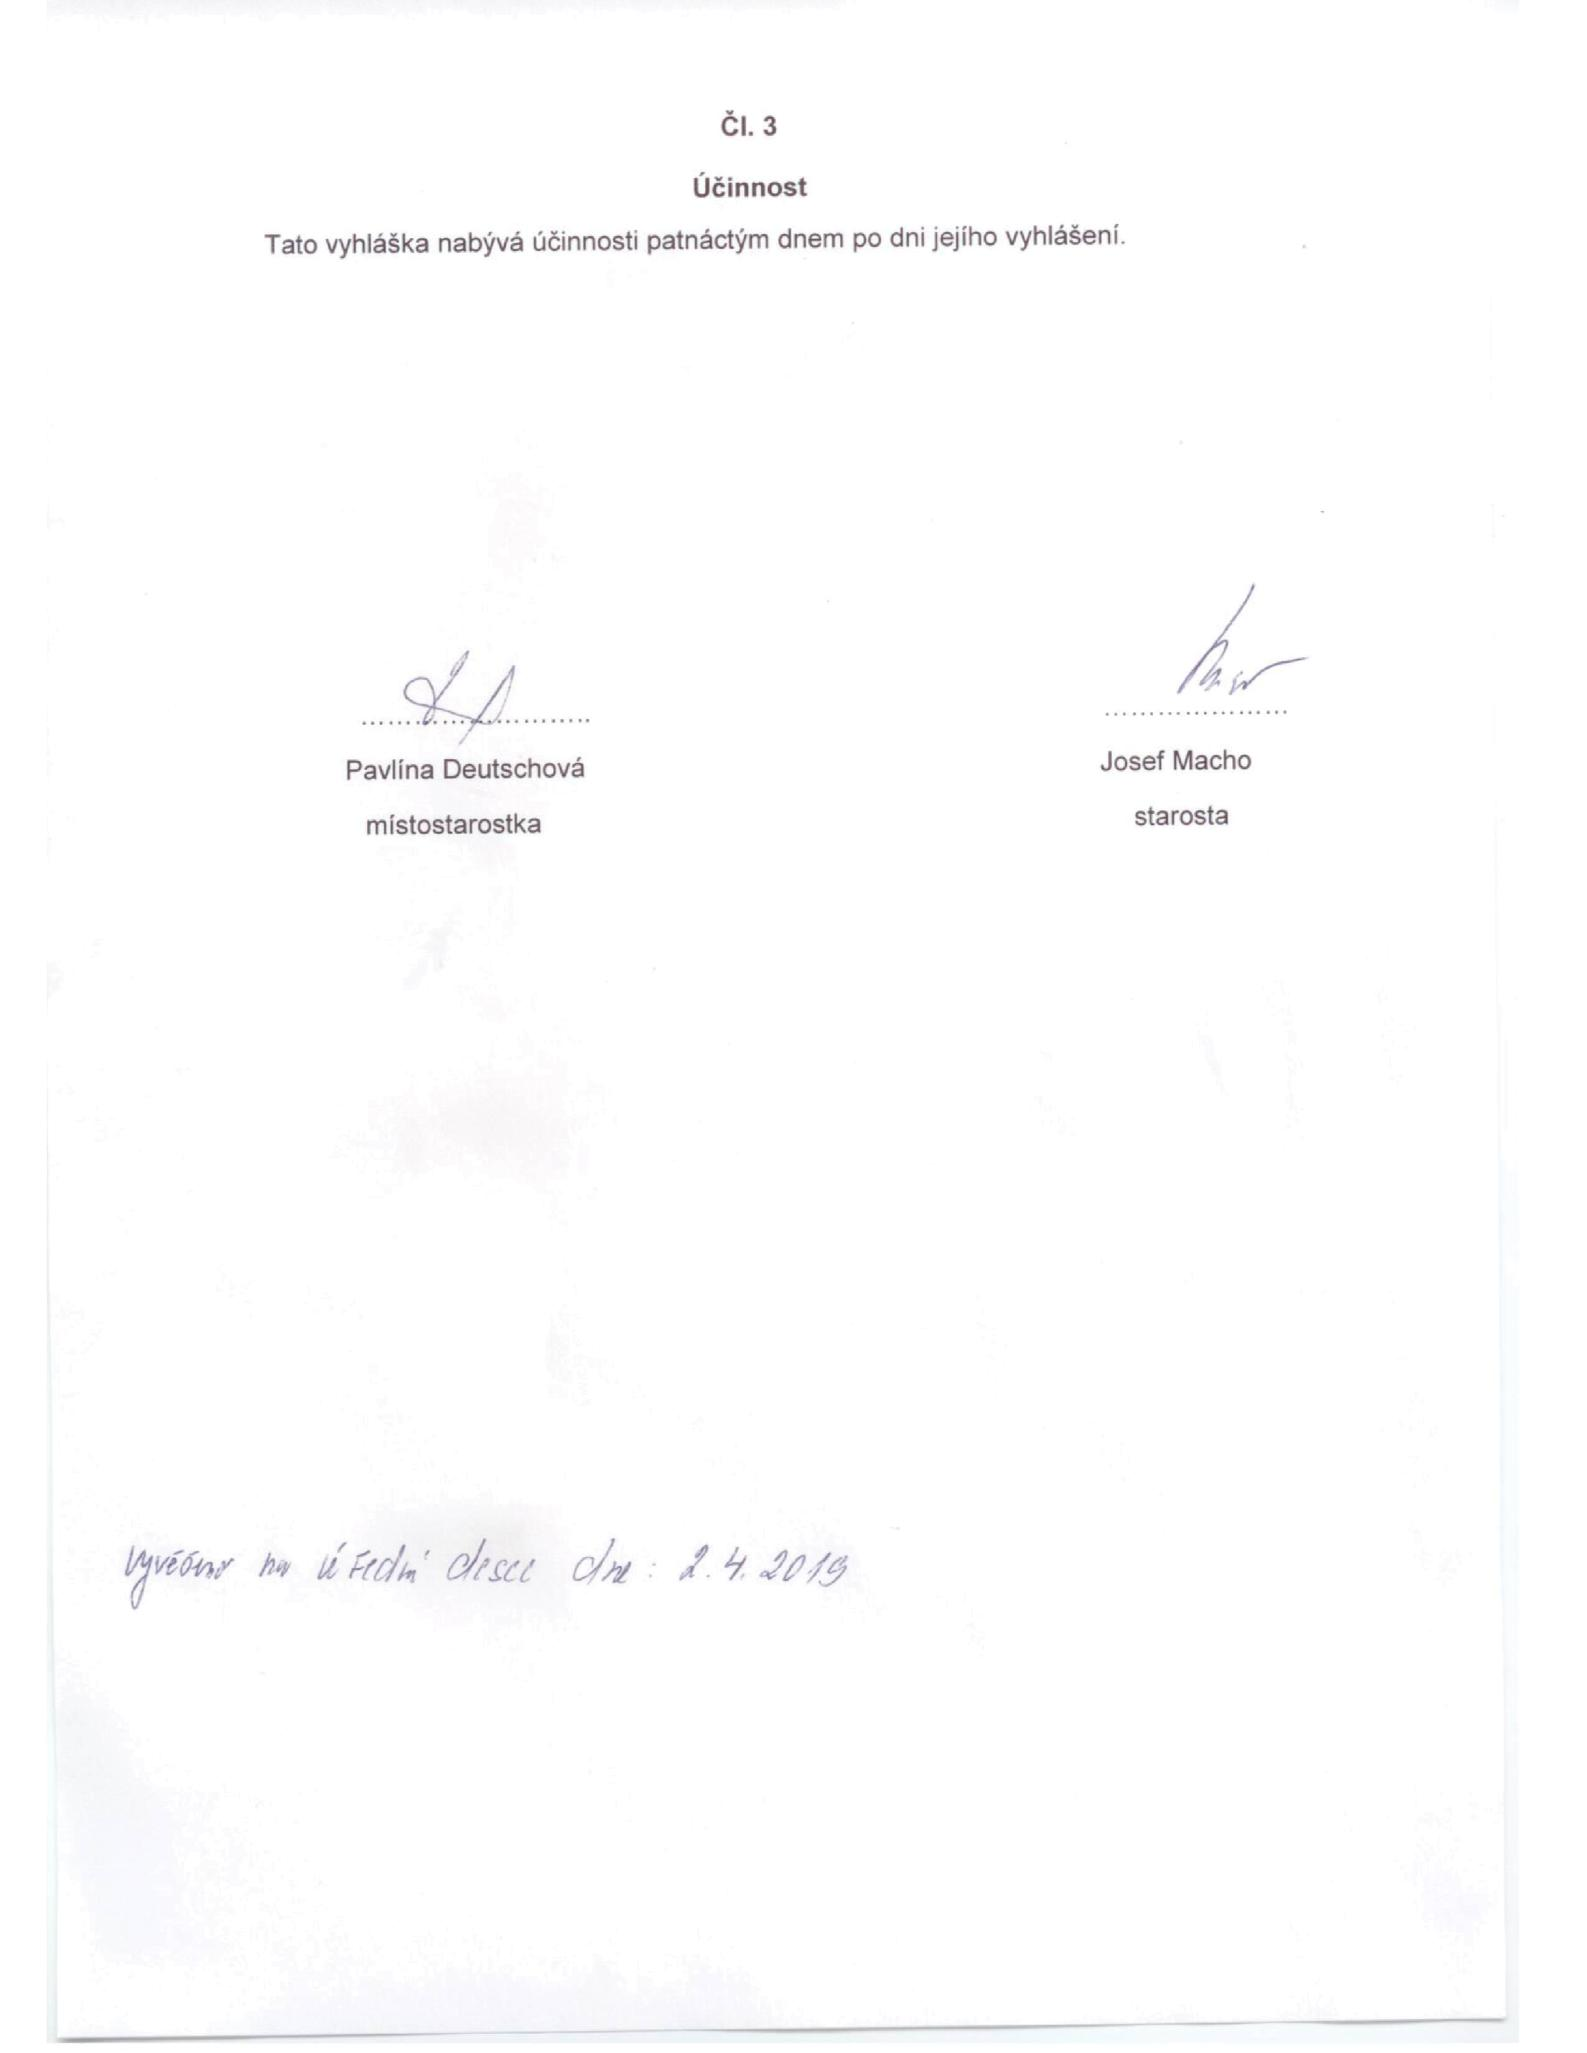 Čl. 3
Účinnost
Tato vyhláška nabývá účinnosti patnáctým dnem po dni jejího vyhlášení.
........................... .....................
Pavlína Deutschová Josef Macho
místostarostka starosta
Vyvěšeno na úřední desce dne: 2.4.2019